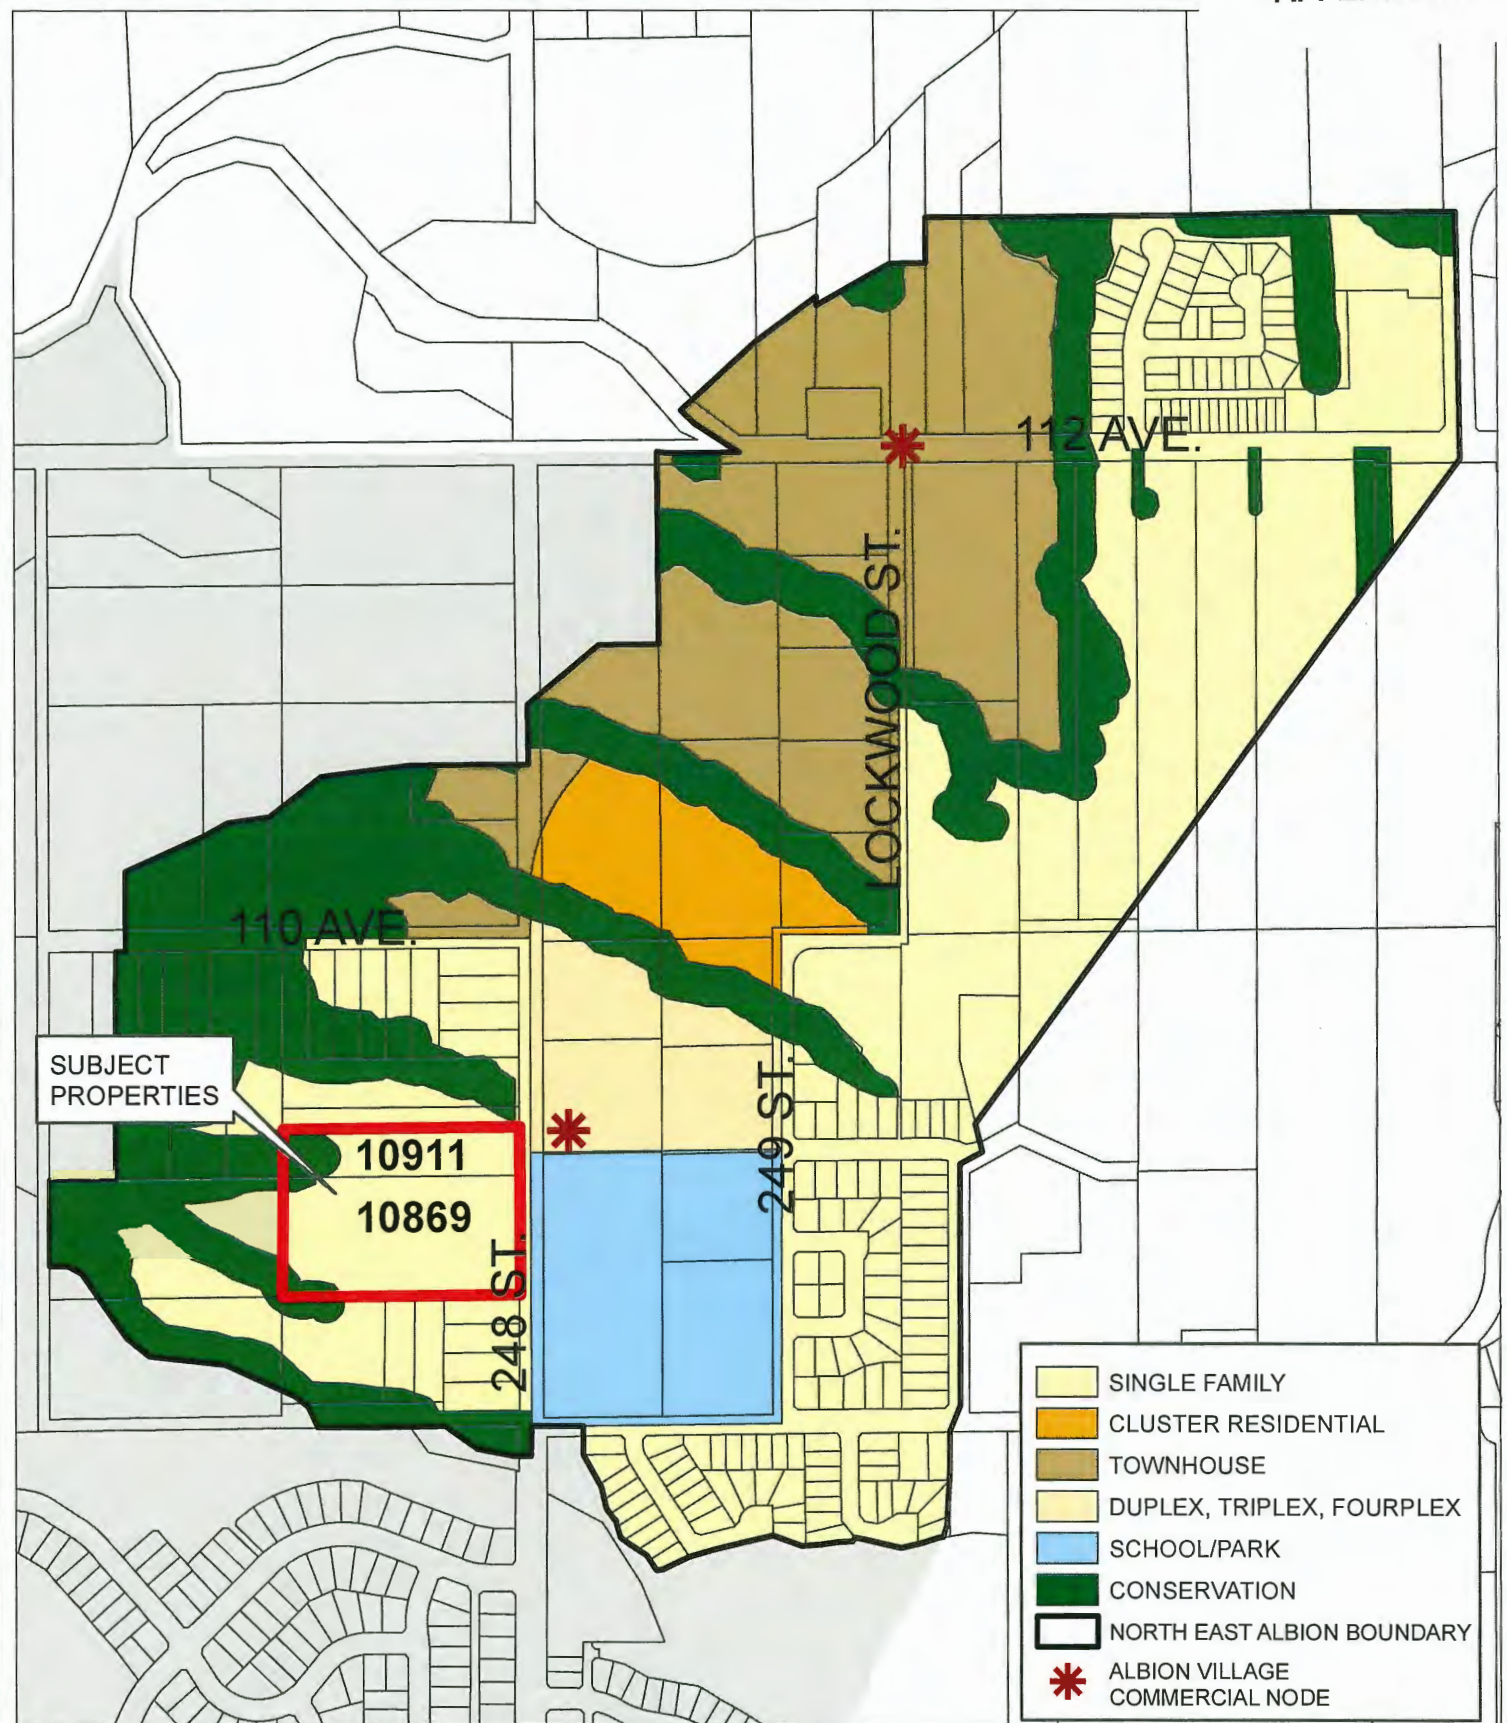 112 AVE.
LOCKWOOD ST.
110 AVE.
SUBJECT
PROPERTIES
249 ST.
10911
10869
248 ST.
SINGLE FAMILY
CLUSTER RESIDENTIAL
TOWNHOUSE
DUPLEX, TRIPLEX, FOURPLEX
SCHOOL/PARK
CONSERVATION
NORTH EAST ALBION BOUNDARY
ALBION VILLAGE
COMMERCIAL NODE